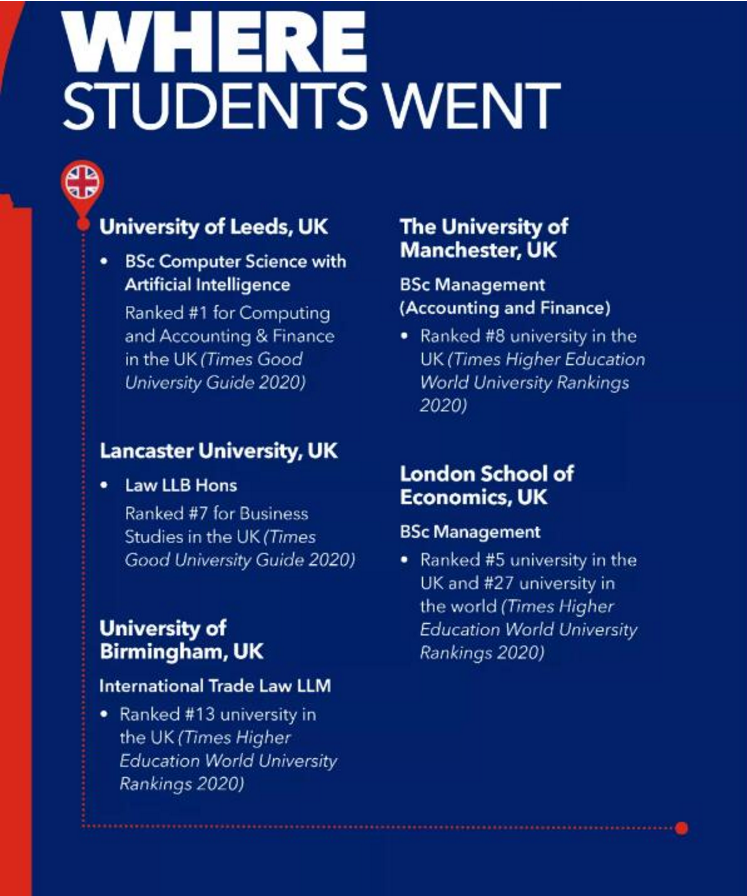 WHERE
STUDENTS WENT
University of Leeds, UK
• BSc Computer Science with
Artificial Intelligence
Ranked #1 for Computing
and Accounting & Finance
in the UK (Times Good
University Guide 2020)
Lancaster University, UK
• Law LLB Hons
Ranked #7 for Business
Studies in the UK (Times
Good University Guide 2020)
University of
Birmingham, UK
International Trade Law LLM
• Ranked #13 university in
the UK (Times Higher
Education World University
Rankings 2020)
The University of
Manchester, UK
BSc Management
(Accounting and Finance)
• Ranked #8 university in the
UK (Times Higher Education
World University Rankings
2020)
London School of
Economics, UK
BSc Management
• Ranked #5 university in the
UK and #27 university in
the world (Times Higher
Education World University
Rankings 2020)